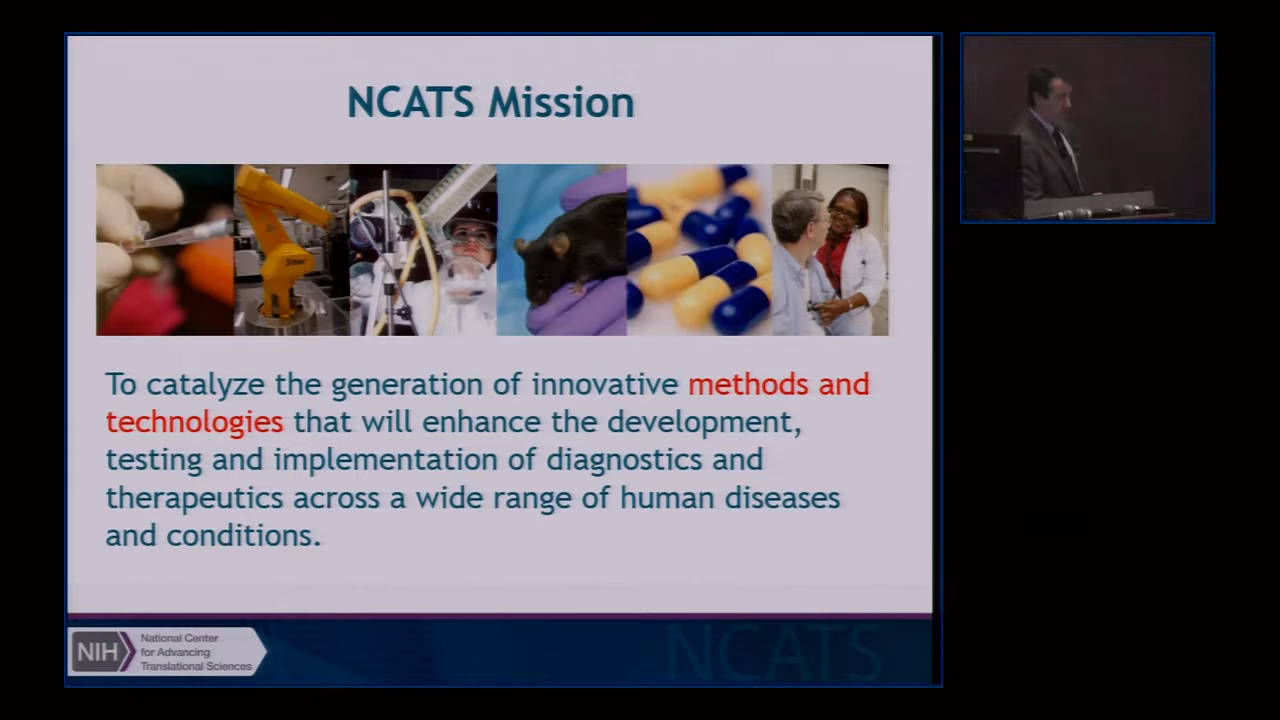 NCATS Mission
To catalyze the generation of innovative methods and
technologies that will enhance the development,
testing and implementation of diagnostics and
therapeutics across a wide range of human diseases
and conditions.
NIH
National Center
for Advancing
Translational Sciences
NCATS